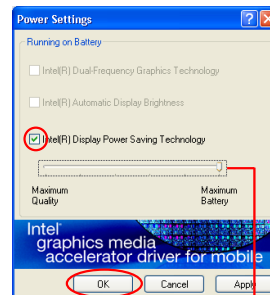 Power Settings
Running on Battery
Intel(R) Dual-Frequency Graphics Technology
Intel(R) Automatic Display Brightness
Intel(R) Display Power Saving Technology
Maximum Quality
Maximum Battery
Intel®
graphics media
accelerator driver for mobile
OK
Cancel
Apply